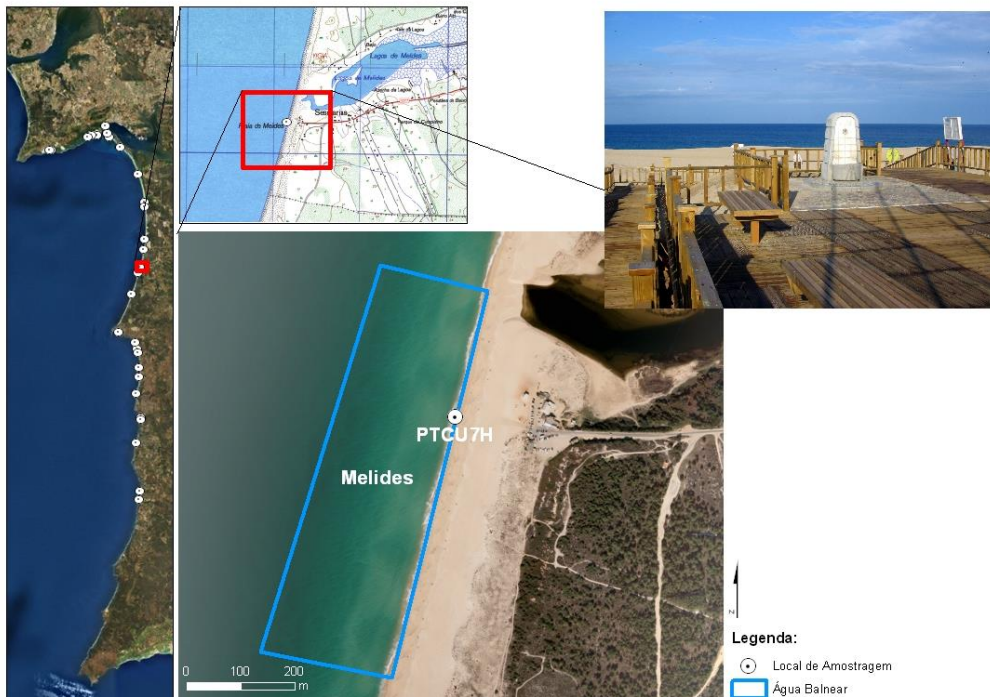 Lagoa de Melides
Praia de Melides
PTCU7H
Melides
0 100 200
m
N
Legenda:
Local de Amostragem
Água Balnear